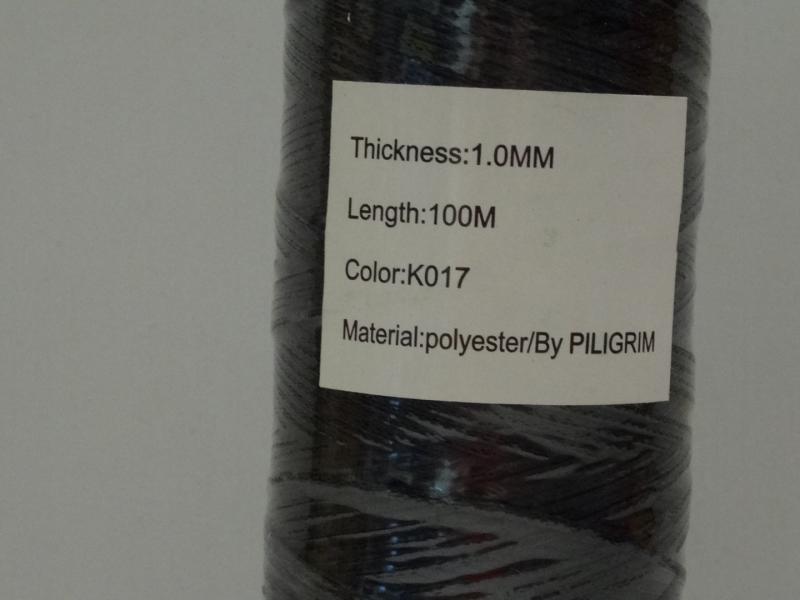 Thickness:1.0MM
Length:100M
Color:K017
Material:polyester/By PILIGRIM